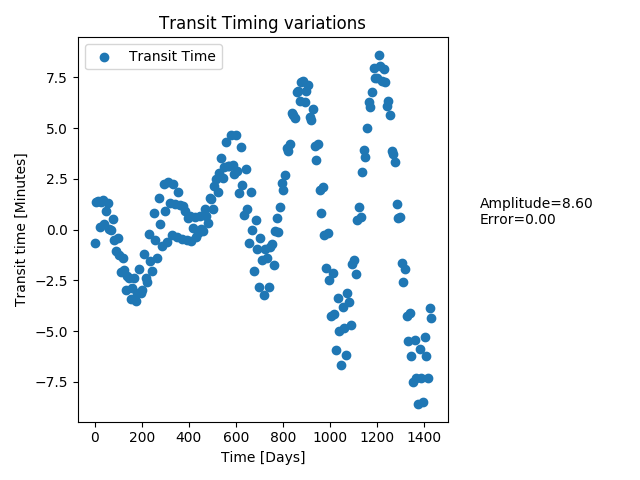 Transit Timing variations
Transit Time
Transit time [Minutes]
7.5
5.0
2.5
0.0
−2.5
−5.0
−7.5
0 200 400 600 800 1000 1200 1400
Time [Days]
Amplitude=8.60
Error=0.00